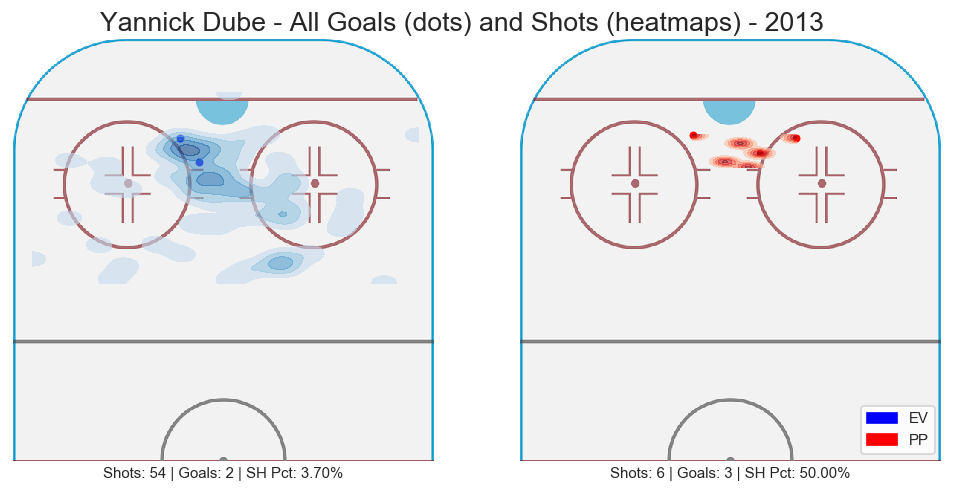 Yannick Dube - All Goals (dots) and Shots (heatmaps) - 2013
EV
PP
Shots: 54 | Goals: 2 | SH Pct: 3.70%
Shots: 6 | Goals: 3 | SH Pct: 50.00%